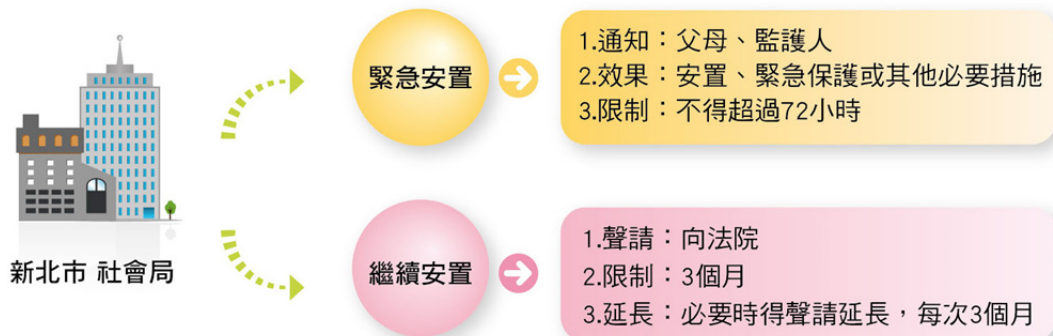 新北市 社會局
緊急安置
1.通知：父母、監護人
2.效果：安置、緊急保護或其他必要措施
3.限制：不得超過72小時
繼續安置
1.聲請：向法院
2.限制：3個月
3.延長：必要時得聲請延長，每次3個月